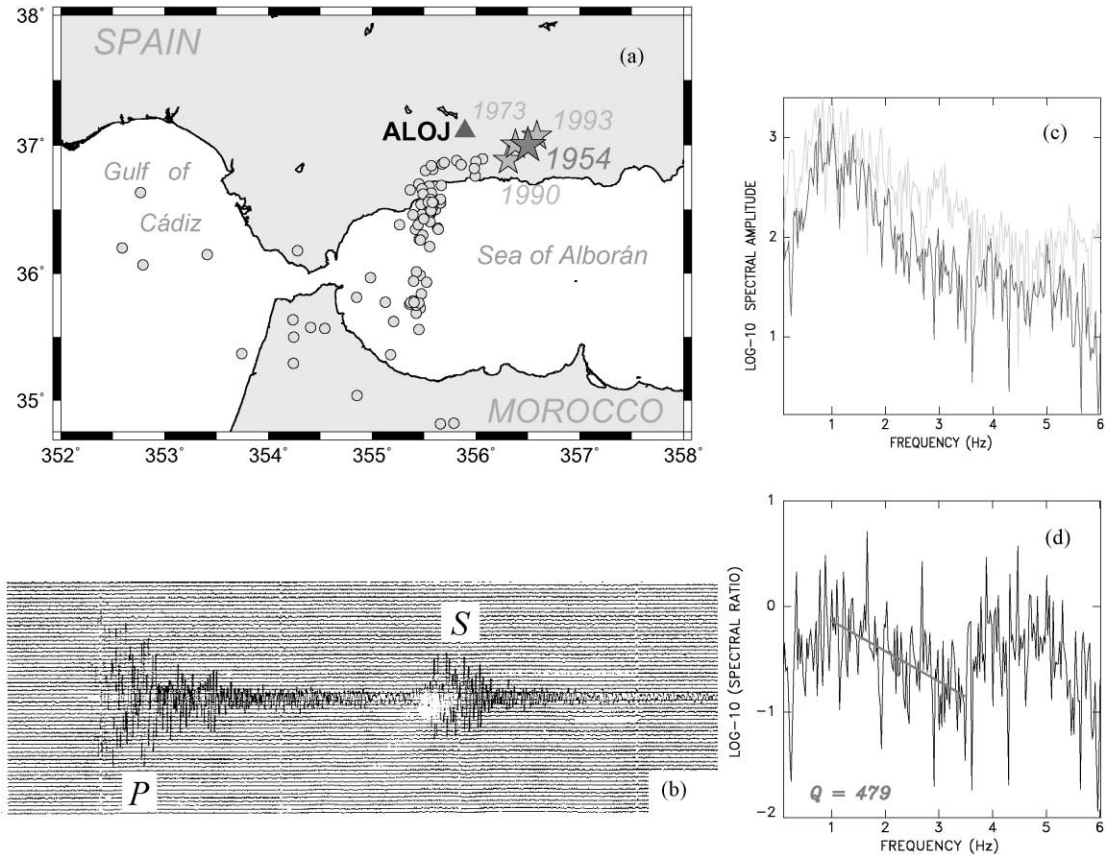 38°
SPAIN
(a)
1973
1993
ALOJ
37°
1954
Gulf of
1990
Cádiz
Sea of Alborán
36°
35°
MOROCCO
352° 353° 354° 355° 356° 357° 358°
(c)
LOG-10 SPECTRAL AMPLITUDE
3
2
1
1 2 3 4 5 6
FREQUENCY (Hz)
S
P
(b)
(d)
LOG-10 (SPECTRAL RATIO)
1
0
-1
-2
Q = 479
1 2 3 4 5 6
FREQUENCY (Hz)